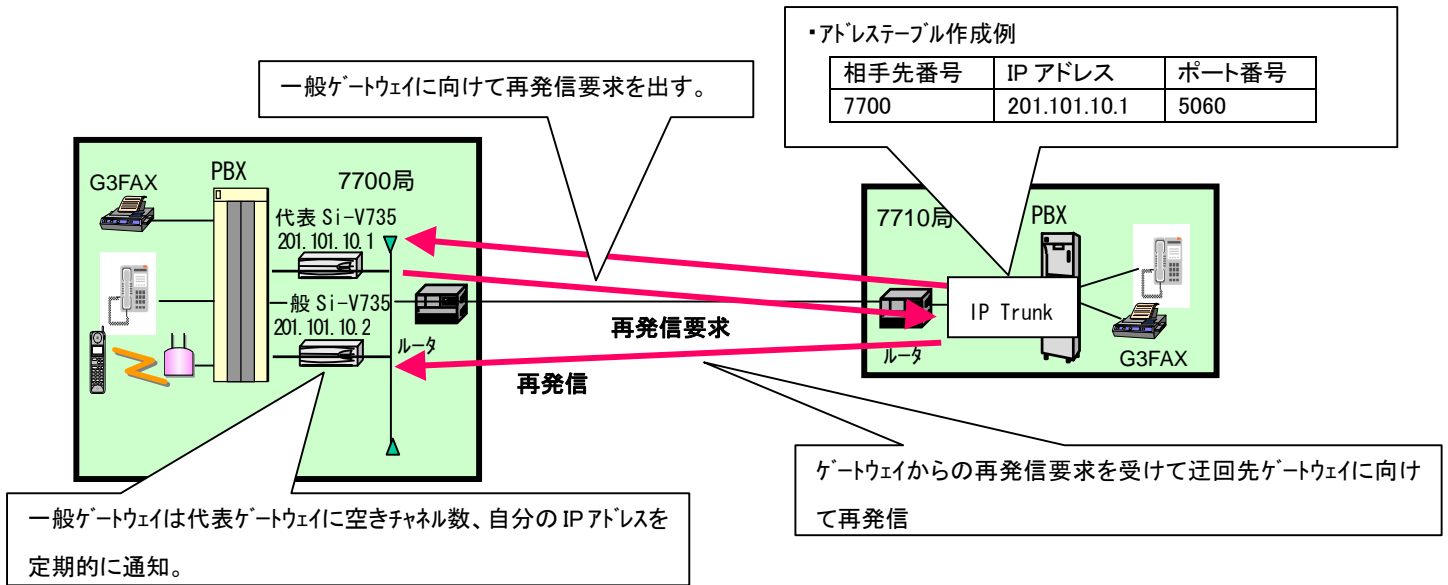 ・ｱﾄﾞﾚｽﾃｰﾌﾞﾙ作成例
相手先番号 IP アドレス ポート番号
7700 201.101.10.1 5060
一般ｹﾞｰﾄｳｪｲに向けて再発信要求を出す。
G3FAX
PBX
7700局
代表 Si-V735
201.101.10.1
一般 Si-V735
201.101.10.2
ﾙｰﾀ
再発信要求
再発信
7710局
PBX
IP Trunk
ﾙｰﾀ
G3FAX
一般ｹﾞｰﾄｳｪｲは代表ｹﾞｰﾄｳｪｲに空きﾁｬﾈﾙ数、自分の IP ｱﾄﾞﾚｽを
定期的に通知。
ｹﾞｰﾄｳｪｲからの再発信要求を受けて迂回先ｹﾞｰﾄｳｪｲに向け
て再発信